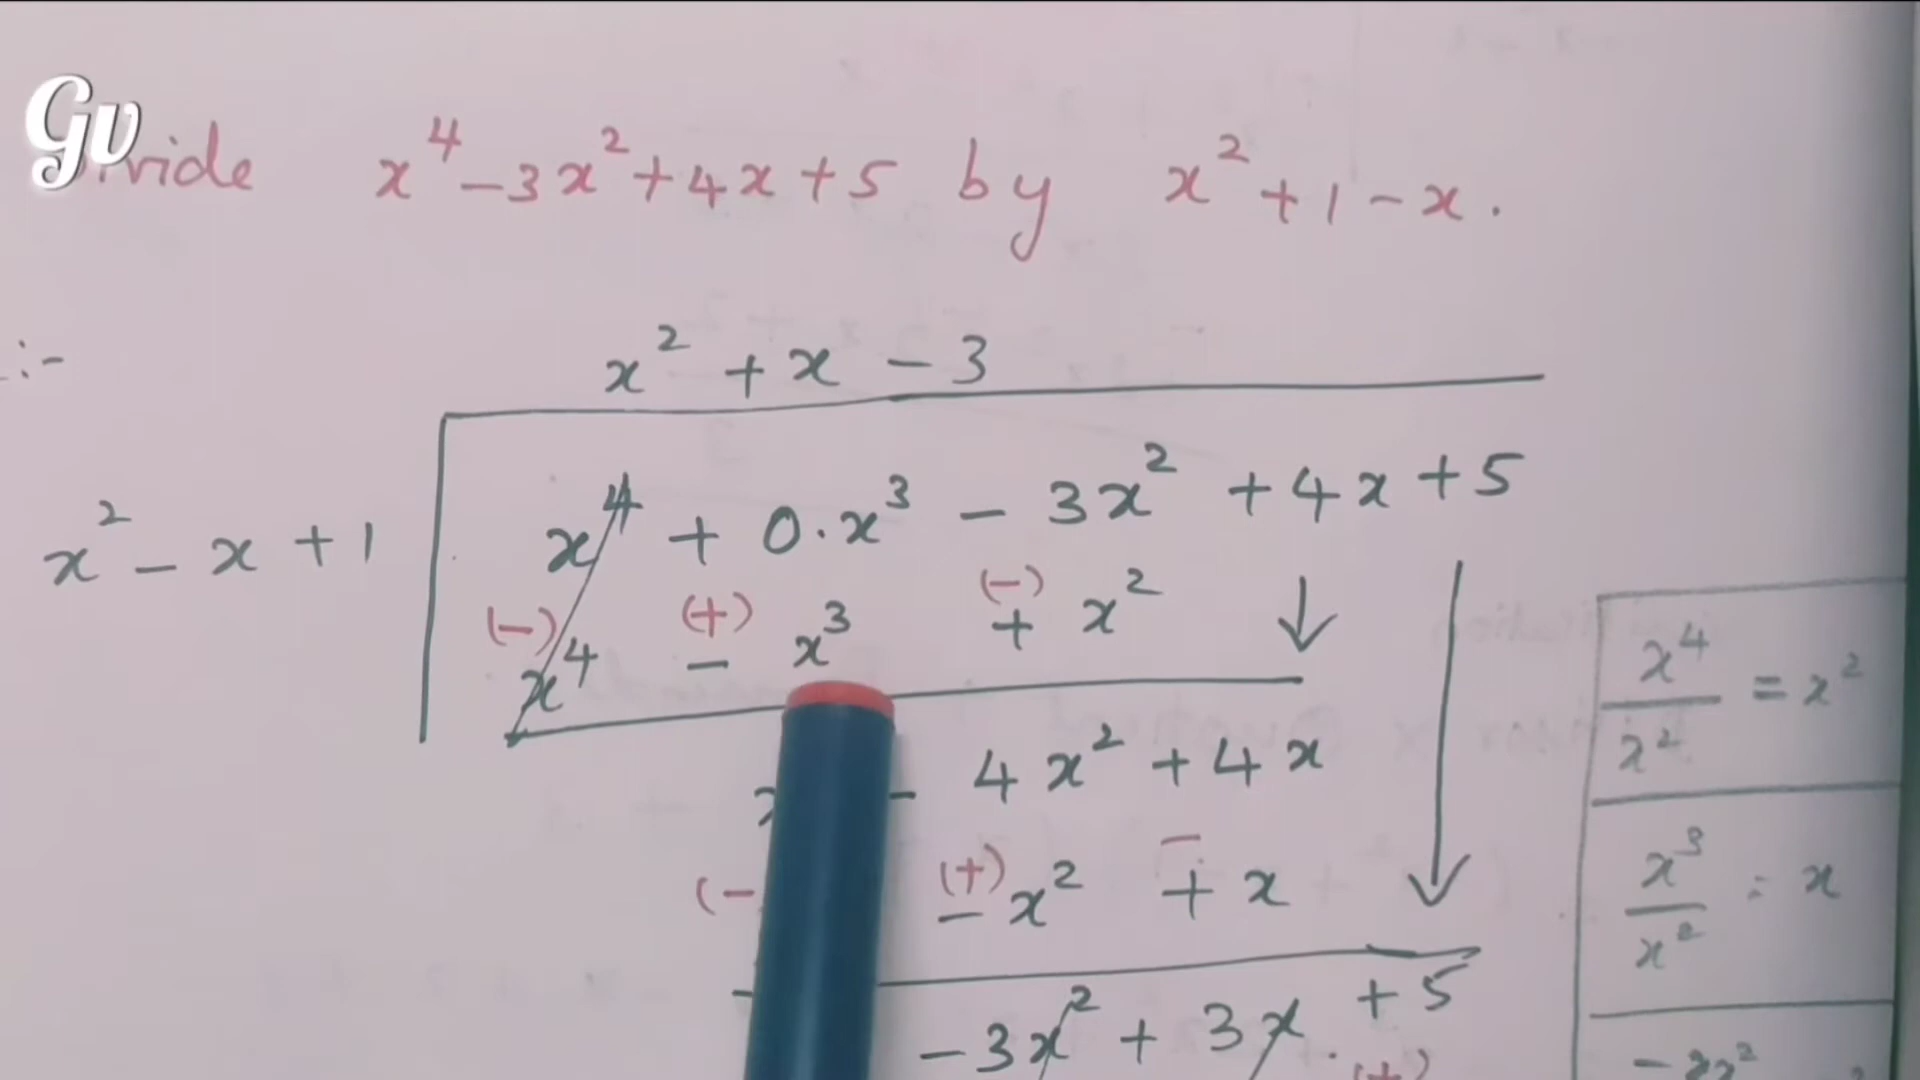 Gv
vide x⁴ - 3x² + 4x + 5 by x² + 1 - x.
:-
x² + x - 3
x² - x + 1
x⁴ + 0.x³ - 3x² + 4x + 5
(-) (+) (-)
x⁴ - x³ + x²
- 4x² + 4x
(- (+) -
- x² + x
- 3x² + 3x + 5
(+)
x⁴/x² = x²
x³/x² = x